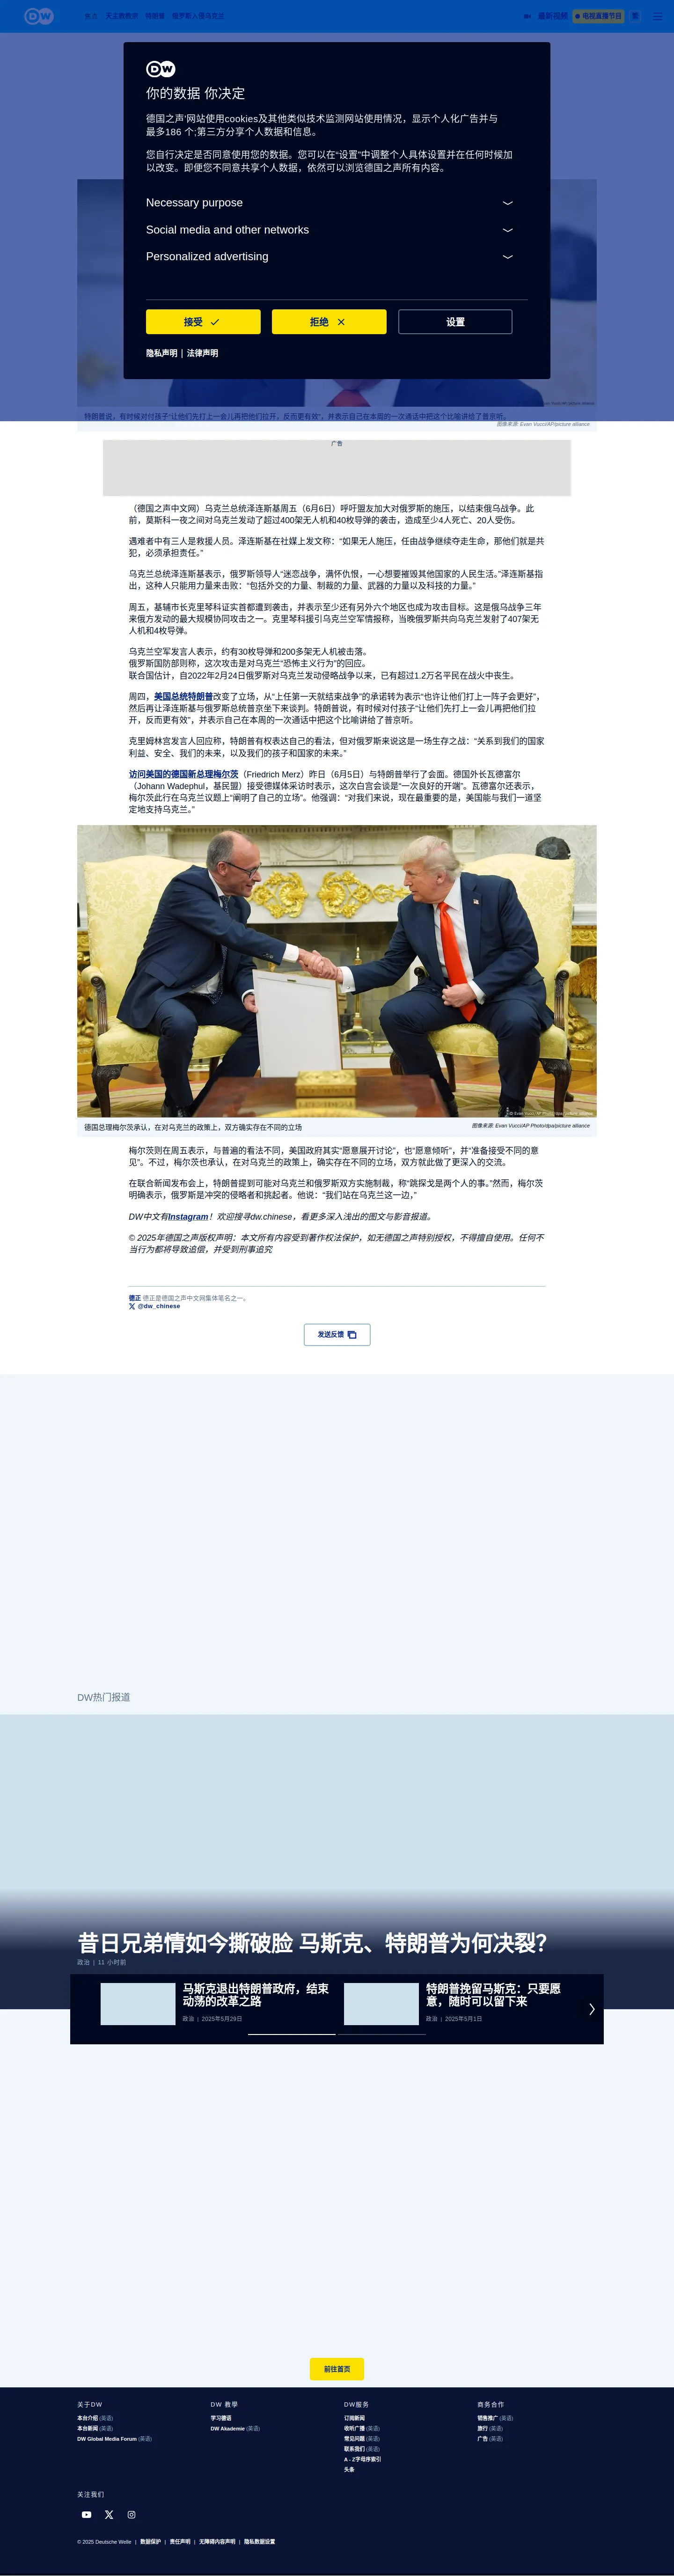 DW
焦点 天主教教宗 特朗普 俄罗斯入侵乌克兰
最新视频 电视直播节目 繁
DW
你的数据 你决定
德国之声'网站使用cookies及其他类似技术监测网站使用情况，显示个人化广告并与
最多186 个;第三方分享个人数据和信息。
您自行决定是否同意使用您的数据。您可以在“设置”中调整个人具体设置并在任何时候加
以改变。即便您不同意共享个人数据，依然可以浏览德国之声所有内容。
Necessary purpose
Social media and other networks
Personalized advertising
接受
拒绝
设置
隐私声明 | 法律声明
特朗普说，有时候对付孩子“让他们先打上一会儿再把他们拉开，反而更有效”，并表示自己在本周的一次通话中把这个比喻讲给了普京听。
图像来源: Evan Vucci/AP/picture alliance
广告
（德国之声中文网）乌克兰总统泽连斯基周五（6月6日）呼吁盟友加大对俄罗斯的施压，以结束俄乌战争。此
前，莫斯科一夜之间对乌克兰发动了超过400架无人机和40枚导弹的袭击，造成至少4人死亡、20人受伤。
遇难者中有三人是救援人员。泽连斯基在社媒上发文称：“如果无人施压，任由战争继续夺走生命，那他们就是共
犯，必须承担责任。”
乌克兰总统泽连斯基表示，俄罗斯领导人“迷恋战争，满怀仇恨，一心想要摧毁其他国家的人民生活。”泽连斯基指
出，这种人只能用力量来击败：“包括外交的力量、制裁的力量、武器的力量以及科技的力量。”
周五，基辅市长克里琴科证实首都遭到袭击，并表示至少还有另外六个地区也成为攻击目标。这是俄乌战争三年
来俄方发动的最大规模协同攻击之一。克里琴科援引乌克兰空军情报称，当晚俄罗斯共向乌克兰发射了407架无
人机和4枚导弹。
乌克兰空军发言人表示，约有30枚导弹和200多架无人机被击落。
俄罗斯国防部则称，这次攻击是对乌克兰“恐怖主义行为”的回应。
联合国估计，自2022年2月24日俄罗斯对乌克兰发动侵略战争以来，已有超过1.2万名平民在战火中丧生。
周四，美国总统特朗普改变了立场，从“上任第一天就结束战争”的承诺转为表示“也许让他们打上一阵子会更好”，
然后再让泽连斯基与俄罗斯总统普京坐下来谈判。特朗普说，有时候对付孩子“让他们先打上一会儿再把他们拉
开，反而更有效”，并表示自己在本周的一次通话中把这个比喻讲给了普京听。
克里姆林宫发言人回应称，特朗普有权表达自己的看法，但对俄罗斯来说这是一场生存之战：“关系到我们的国家
利益、安全、我们的未来，以及我们的孩子和国家的未来。”
访问美国的德国新总理梅尔茨（Friedrich Merz）昨日（6月5日）与特朗普举行了会面。德国外长瓦德富尔
（Johann Wadephul，基民盟）接受德媒体采访时表示，这次白宫会谈是“一次良好的开端”。瓦德富尔还表示，
梅尔茨此行在乌克兰议题上“阐明了自己的立场”。他强调：“对我们来说，现在最重要的是，美国能与我们一道坚
定地支持乌克兰。”
德国总理梅尔茨承认，在对乌克兰的政策上，双方确实存在不同的立场
图像来源: Evan Vucci/AP Photo/dpa/picture alliance
梅尔茨则在周五表示，与普遍的看法不同，美国政府其实“愿意展开讨论”，也“愿意倾听”，并“准备接受不同的意
见”。不过，梅尔茨也承认，在对乌克兰的政策上，确实存在不同的立场，双方就此做了更深入的交流。
在联合新闻发布会上，特朗普提到可能对乌克兰和俄罗斯双方实施制裁，称“跳探戈是两个人的事。”然而，梅尔茨
明确表示，俄罗斯是冲突的侵略者和挑起者。他说：“我们站在乌克兰这一边，”
DW中文有Instagram！欢迎搜寻dw.chinese，看更多深入浅出的图文与影音报道。
© 2025年德国之声版权声明：本文所有内容受到著作权法保护，如无德国之声特别授权，不得擅自使用。任何不
当行为都将导致追偿，并受到刑事追究
德正 德正是德国之声中文网集体笔名之一。
@dw_chinese
发送反馈
DW热门报道
昔日兄弟情如今撕破脸 马斯克、特朗普为何决裂？
政治 | 11 小时前
马斯克退出特朗普政府，结束
动荡的改革之路
政治 | 2025年5月29日
特朗普挽留马斯克：只要愿
意，随时可以留下来
政治 | 2025年5月1日
前往首页
关于DW
本台介绍 (英语)
本台新闻 (英语)
DW Global Media Forum (英语)
DW 教學
学习德语
DW Akademie (英语)
DW服务
订阅新闻
收听广播 (英语)
常见问题 (英语)
联系我们 (英语)
A - Z字母序索引
头条
商务合作
销售推广 (英语)
旅行 (英语)
广告 (英语)
关注我们
© 2025 Deutsche Welle | 数据保护 | 责任声明 | 无障碍内容声明 | 隐私数据设置